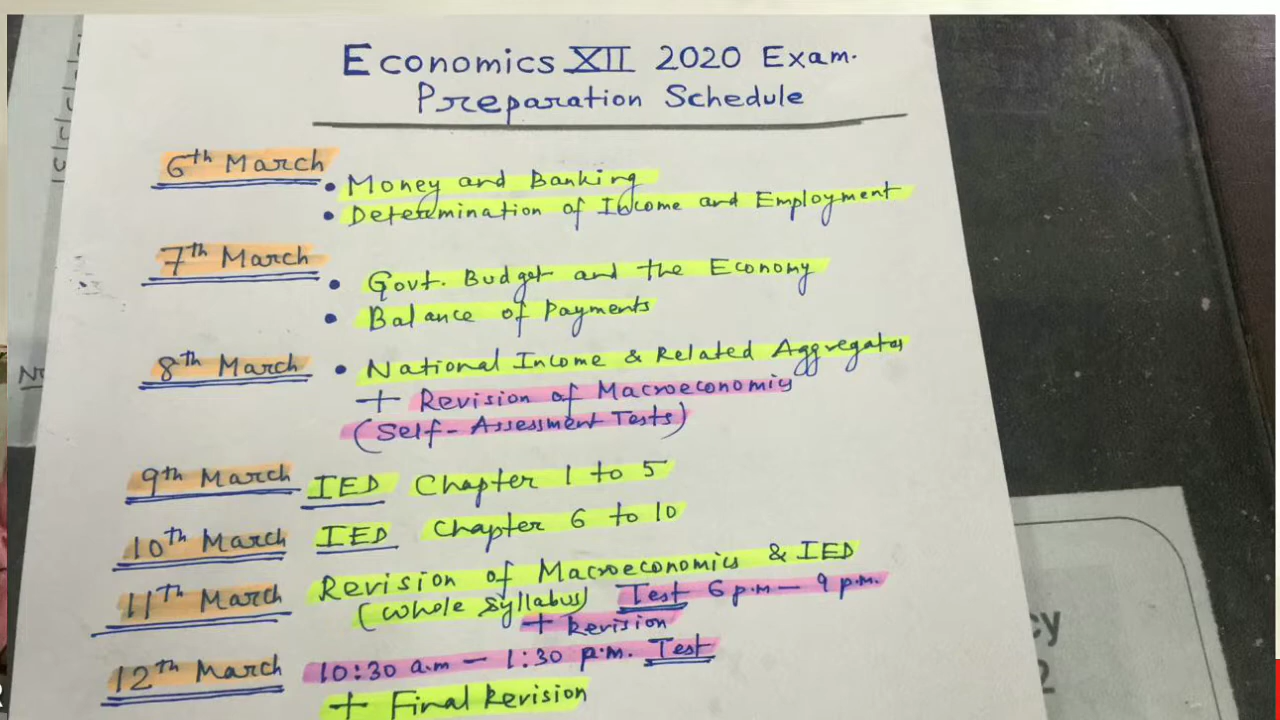 Economics XII 2020 Exam.
Preparation Schedule
6th March
• Money and Banking
• Determination of Income and Employment
7th March
• Govt. Budget and the Economy
• Balance of Payments
8th March • National Income & Related Aggregates
+ Revision of Macroeconomics
(Self-Assessment Tests)
9th March IED Chapter 1 to 5
10th March IED Chapter 6 to 10
11th March Revision of Macroeconomics & IED
(whole syllabus) Test 6 p.m — 9 p.m.
+ Revision
12th March 10:30 a.m — 1:30 p.m. Test
+ Final Revision
cy
2